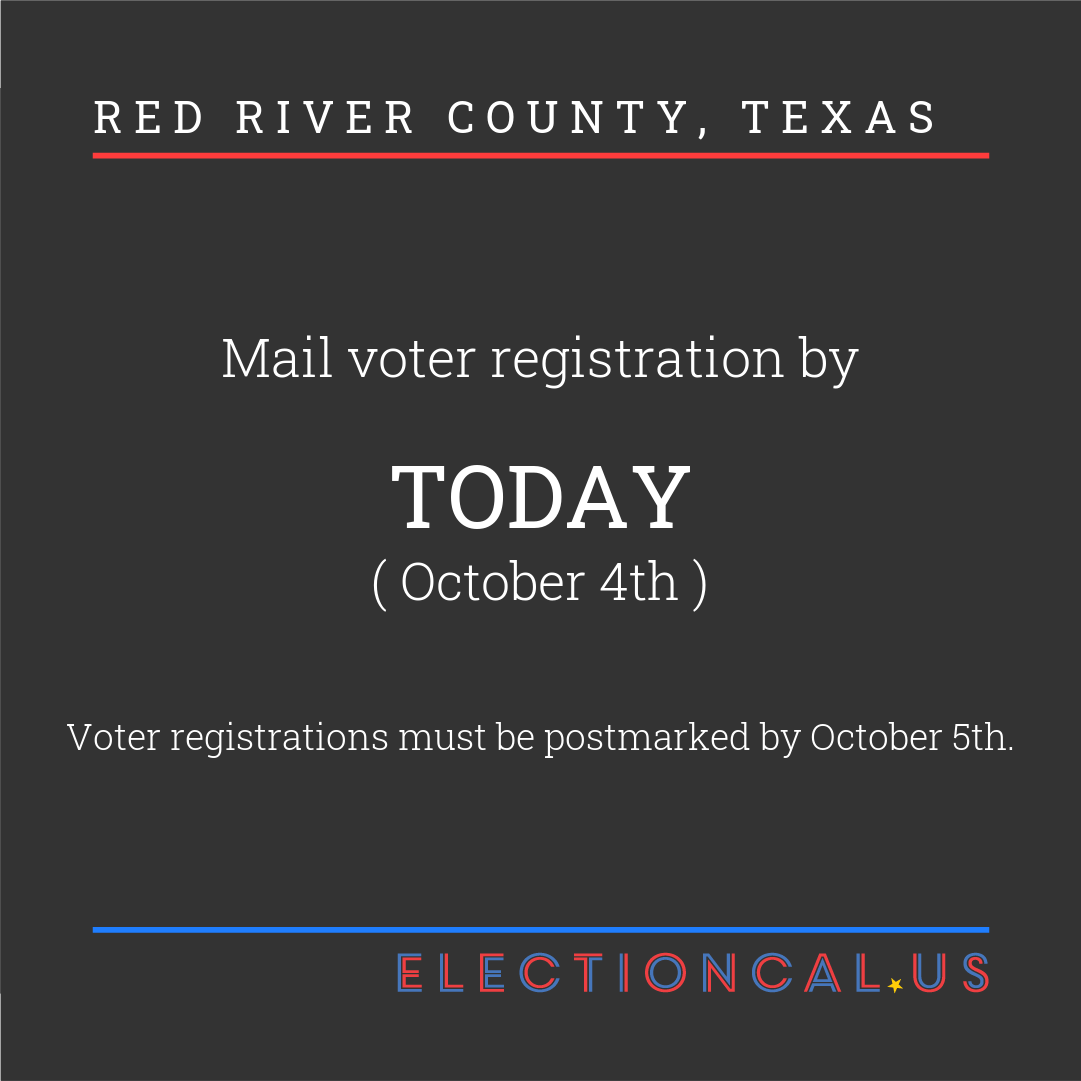 RED RIVER COUNTY, TEXAS
Mail voter registration by
TODAY
( October 4th )
Voter registrations must be postmarked by October 5th.
ELECTIONCAL.US